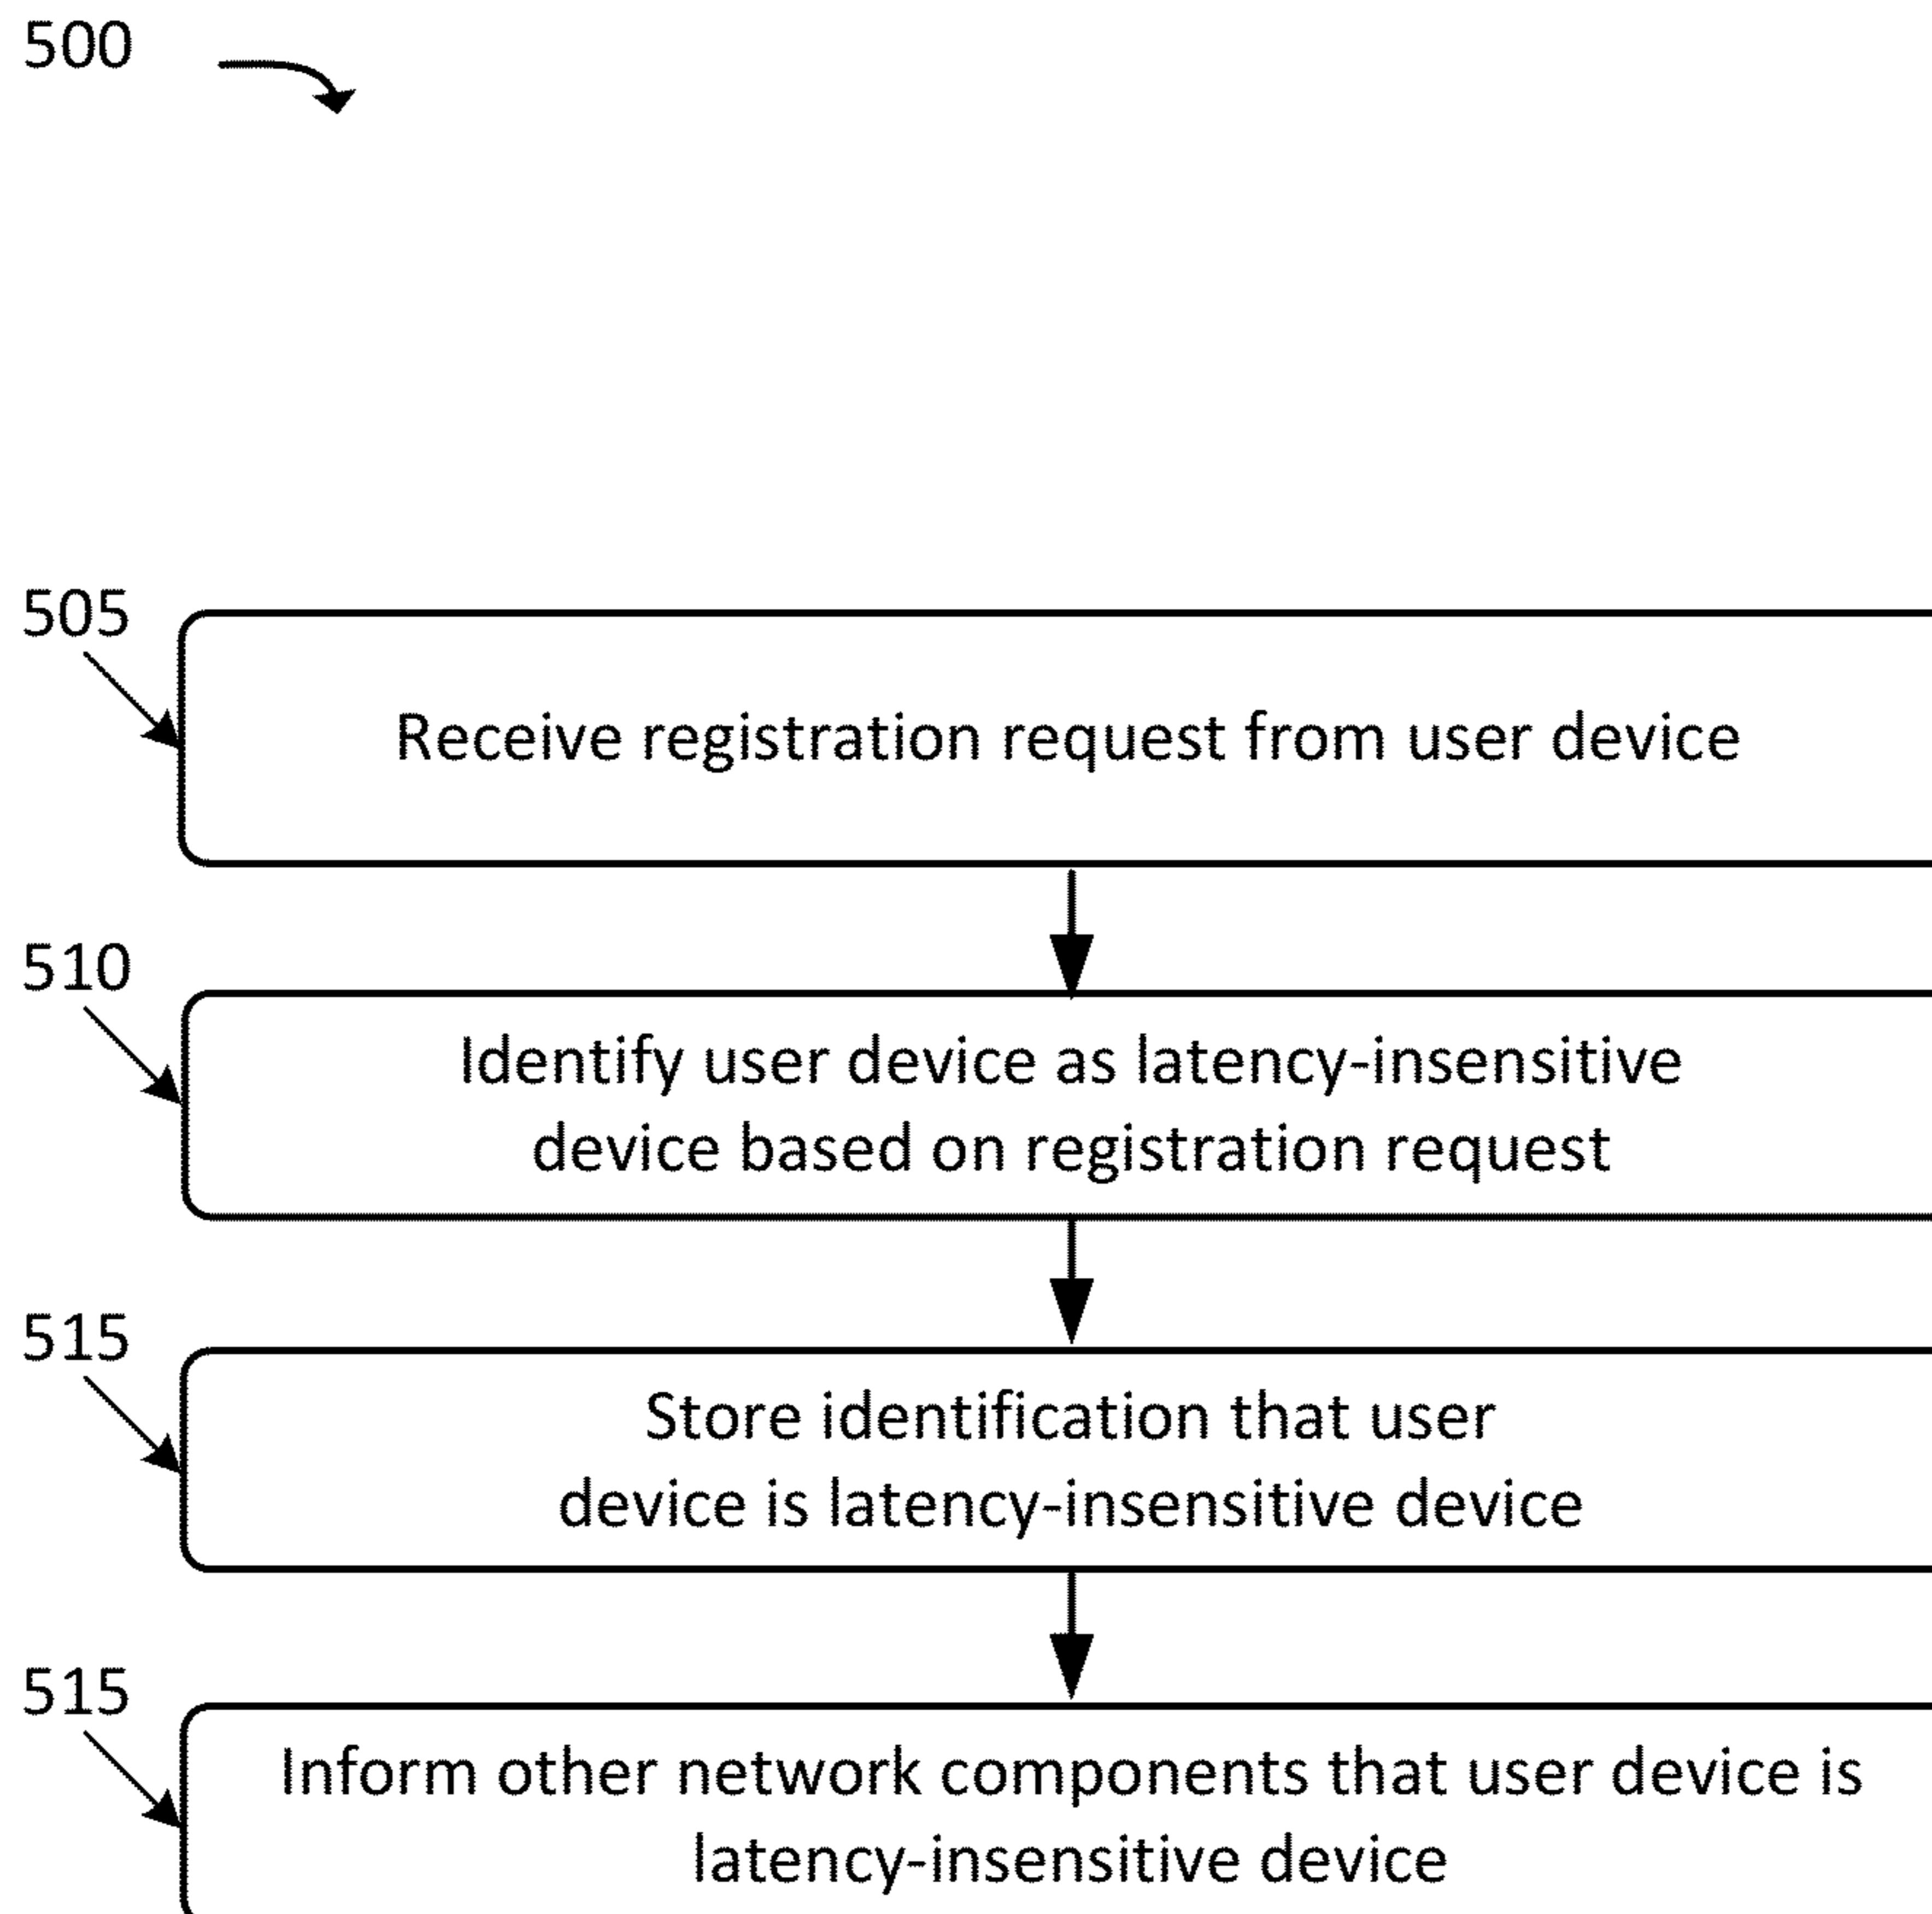 500
505
Receive registration request from user device
510
Identify user device as latency-insensitive
device based on registration request
515
Store identification that user
device is latency-insensitive device
515
Inform other network components that user device is
latency-insensitive device